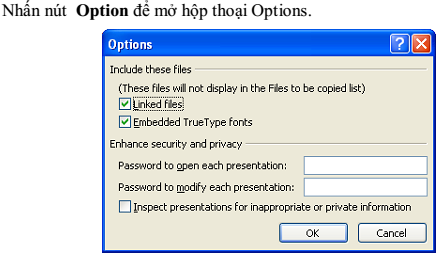 Nhấn nút Option để mở hộp thoại Options.
Options
Include these files
(These files will not display in the Files to be copied list)
Linked files
Embedded TrueType fonts
Enhance security and privacy
Password to open each presentation:
Password to modify each presentation:
Inspect presentations for inappropriate or private information
OK Cancel